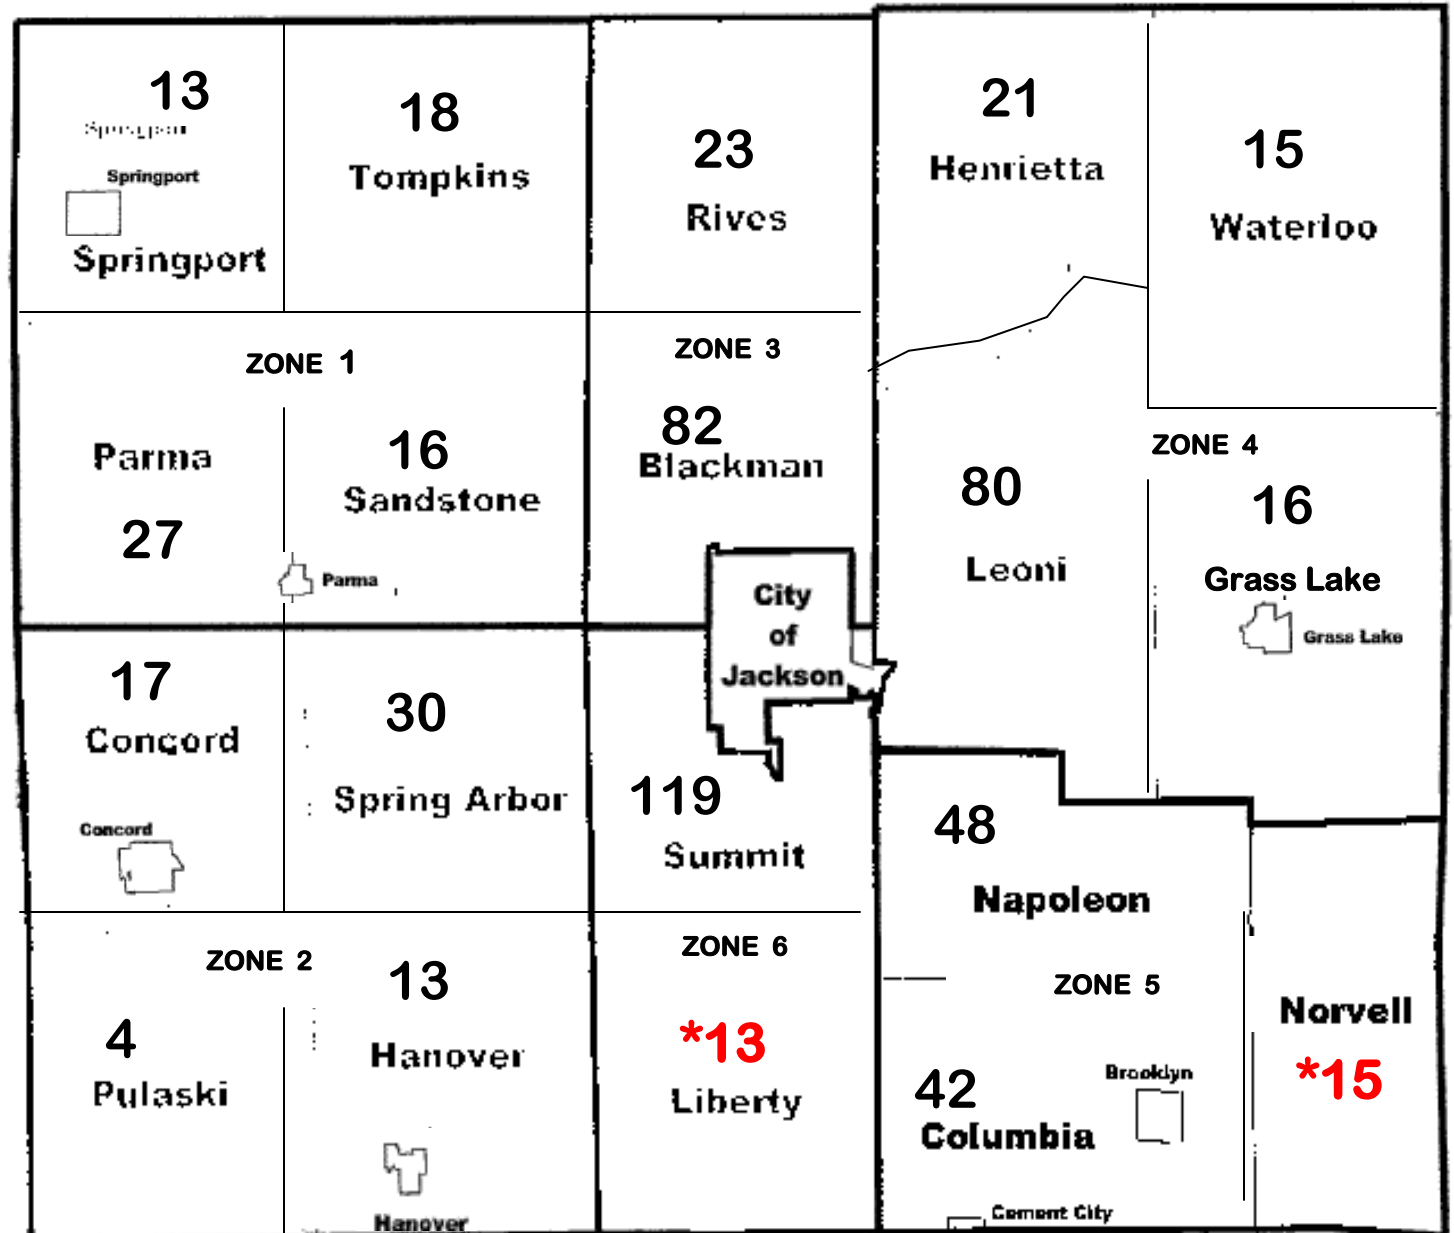 13
Springport
Springport
Springport
18
Tompkins
23
Rives
21
Henrietta
15
Waterloo
ZONE 1
Parma
27
16
Sandstone
Parma
ZONE 3
82
Blackman
City
of
Jackson
80
Leoni
ZONE 4
16
Grass Lake
Grass Lake
17
Concord
Concord
30
Spring Arbor
119
Summit
48
Napoleon
ZONE 2
4
Pulaski
13
Hanover
Hanover
ZONE 6
*13
Liberty
ZONE 5
42
Columbia
Brooklyn
Cement City
Norvell
*15